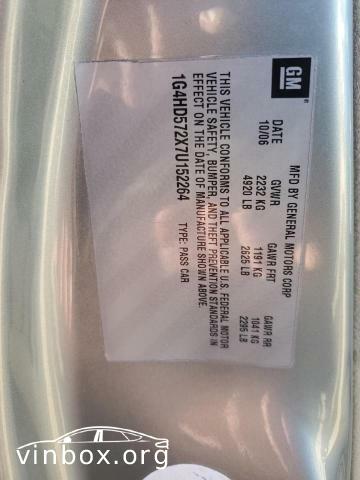 GM
MFD BY GENERAL MOTORS CORP
DATE GVWR GAWR FRT GAWR RR
10/06 2232 KG 1191 KG 1041 KG
4920 LB 2625 LB 2295 LB
THIS VEHICLE CONFORMS TO ALL APPLICABLE U.S. FEDERAL MOTOR
VEHICLE SAFETY, BUMPER, AND THEFT PREVENTION STANDARDS IN
EFFECT ON THE DATE OF MANUFACTURE SHOWN ABOVE.
1G4HD572X7U152264 TYPE: PASS CAR
vinbox.org